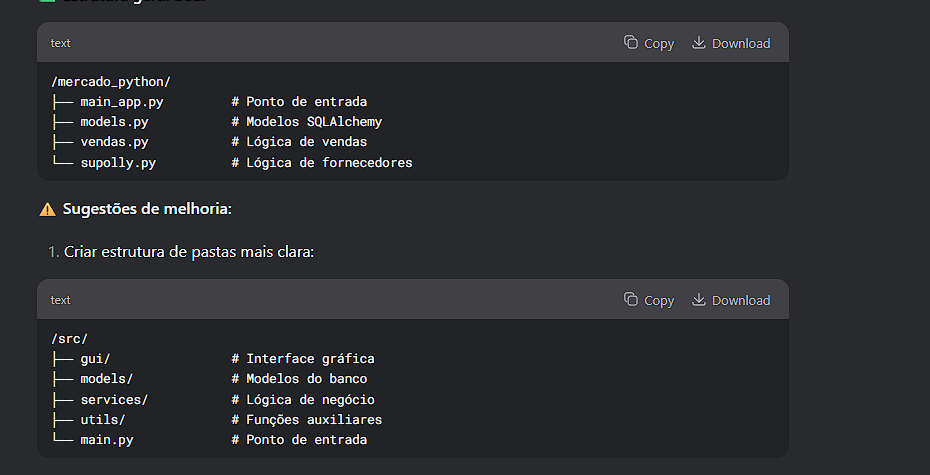 text
Copy
Download
/mercado_python/
├── main_app.py # Ponto de entrada
├── models.py # Modelos SQLAlchemy
├── vendas.py # Lógica de vendas
└── supolly.py # Lógica de fornecedores
⚠️ Sugestões de melhoria:
1. Criar estrutura de pastas mais clara:
text
Copy
Download
/src/
├── gui/ # Interface gráfica
├── models/ # Modelos do banco
├── services/ # Lógica de negócio
├── utils/ # Funções auxiliares
└── main.py # Ponto de entrada